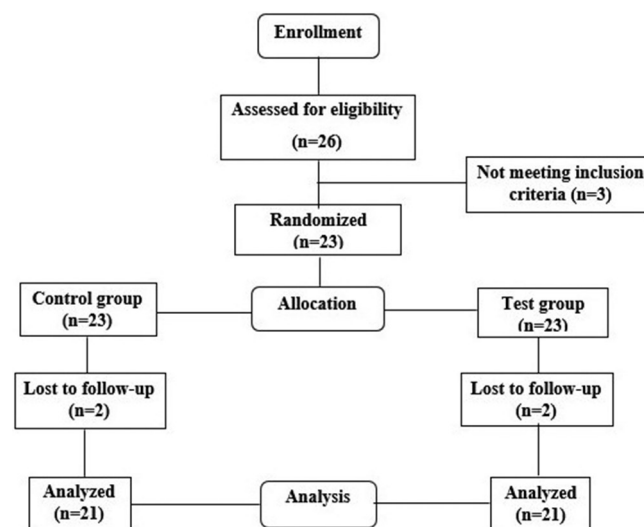 Enrollment
Assessed for eligibility
(n=26)
Not meeting inclusion
criteria (n=3)
Randomized
(n=23)
Control group
(n=23)
Allocation
Test group
(n=23)
Lost to follow-up
(n=2)
Lost to follow-up
(n=2)
Analyzed
(n=21)
Analysis
Analyzed
(n=21)